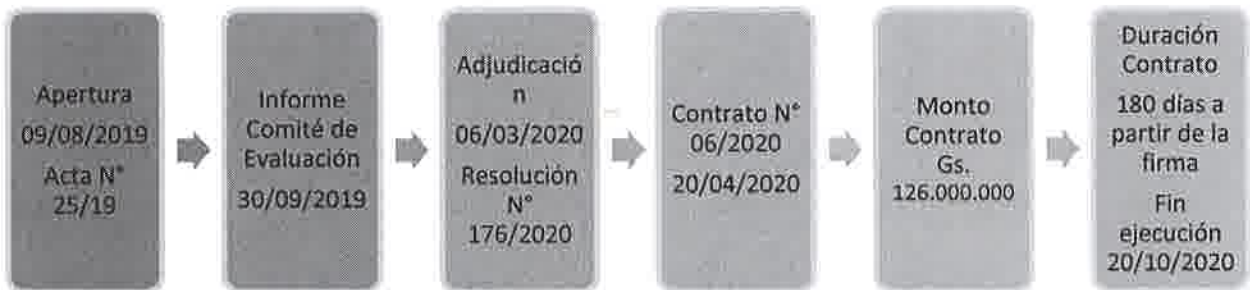 Apertura
09/08/2019
Acta N°
25/19
Informe
Comité de
Evaluación
30/09/2019
Adjudicació
n
06/03/2020
Resolución
N°
176/2020
Contrato N°
06/2020
20/04/2020
Monto
Contrato
Gs.
126.000.000
Duración
Contrato
180 días a
partir de la
firma
Fin
ejecución
20/10/2020